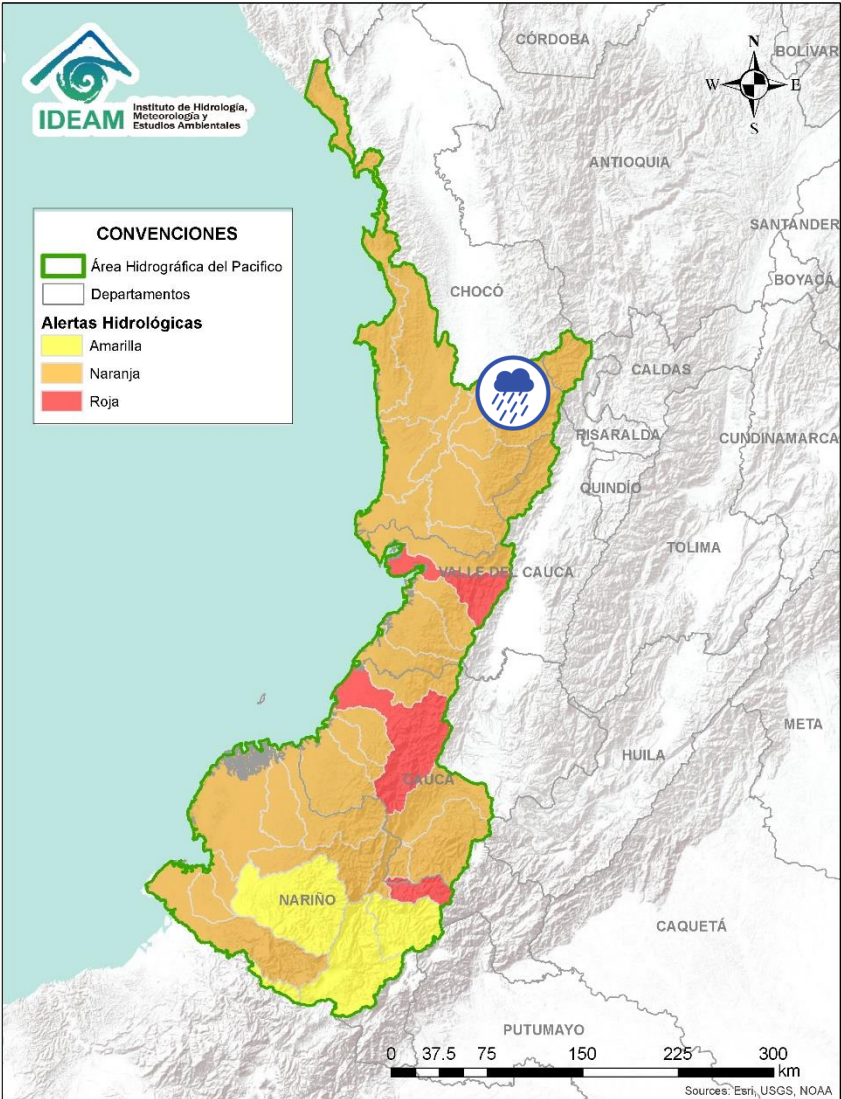 IDEAM
Instituto de Hidrología,
Meteorología y
Estudios Ambientales
CÓRDOBA
BOLÍVAR
N
W
E
S
ANTIOQUIA
SANTANDER
BOYACÁ
CHOCÓ
CONVENCIONES
Área Hidrográfica del Pacifico
Departamentos
Alertas Hidrológicas
Amarilla
Naranja
Roja
CALDAS
RISARALDA
CUNDINAMARCA
QUINDÍO
TOLIMA
VALLE DEL CAUCA
META
HUILA
CAUCA
NARIÑO
CAQUETÁ
PUTUMAYO
0 37.5 75 150 225 300
km
Sources: Esri, USGS, NOAA